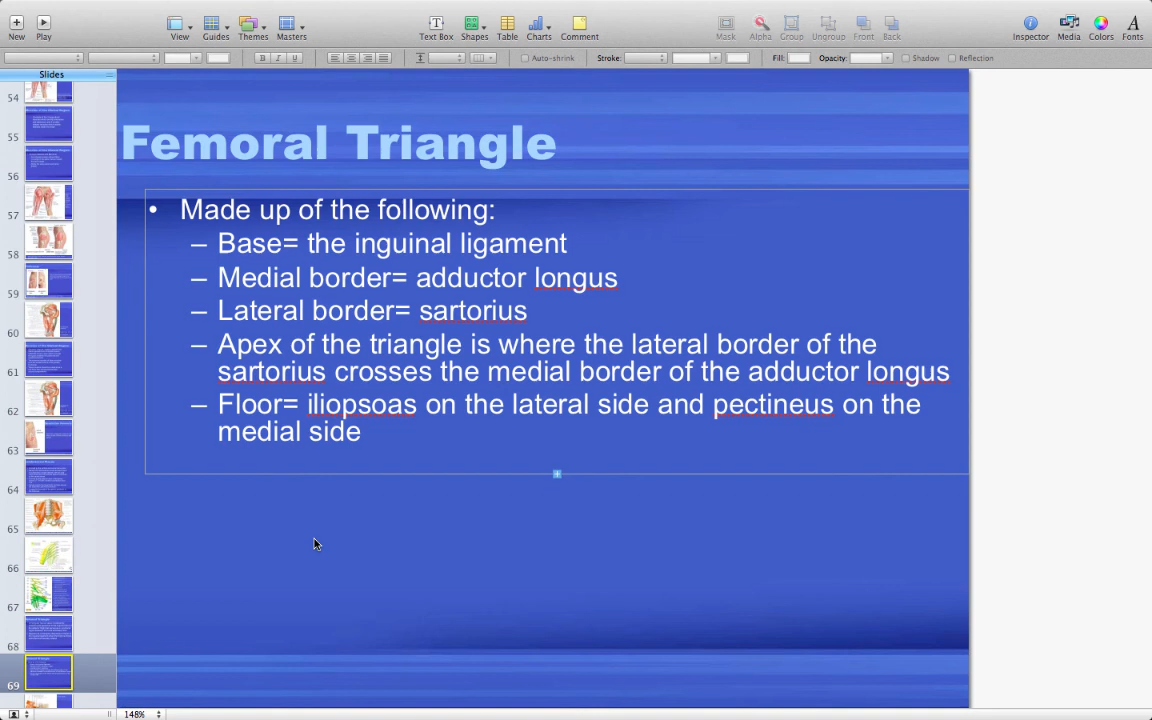 New Play View Guides Themes Masters Text Box Shapes Table Charts Comment Mask Alpha Group Ungroup Front Back Inspector Media Colors Fonts
B I U Auto-shrink Stroke: Fill: Opacity: Shadow Reflection
Slides
54
55
56
57
58
59
60
61
62
63
64
65
66
67
68
69
Femoral Triangle
• Made up of the following:
– Base= the inguinal ligament
– Medial border= adductor longus
– Lateral border= sartorius
– Apex of the triangle is where the lateral border of the
sartorius crosses the medial border of the adductor longus
– Floor= iliopsoas on the lateral side and pectineus on the
medial side
148%